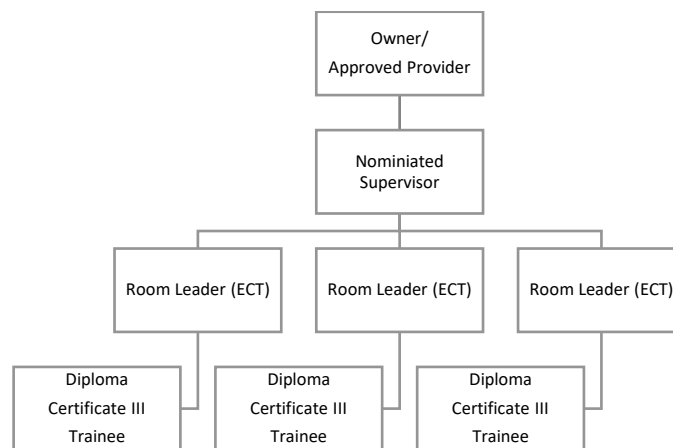 Owner/
Approved Provider
Nominiated
Supervisor
Room Leader (ECT)
Room Leader (ECT)
Room Leader (ECT)
Diploma
Certificate III
Trainee
Diploma
Certificate III
Trainee
Diploma
Certificate III
Trainee